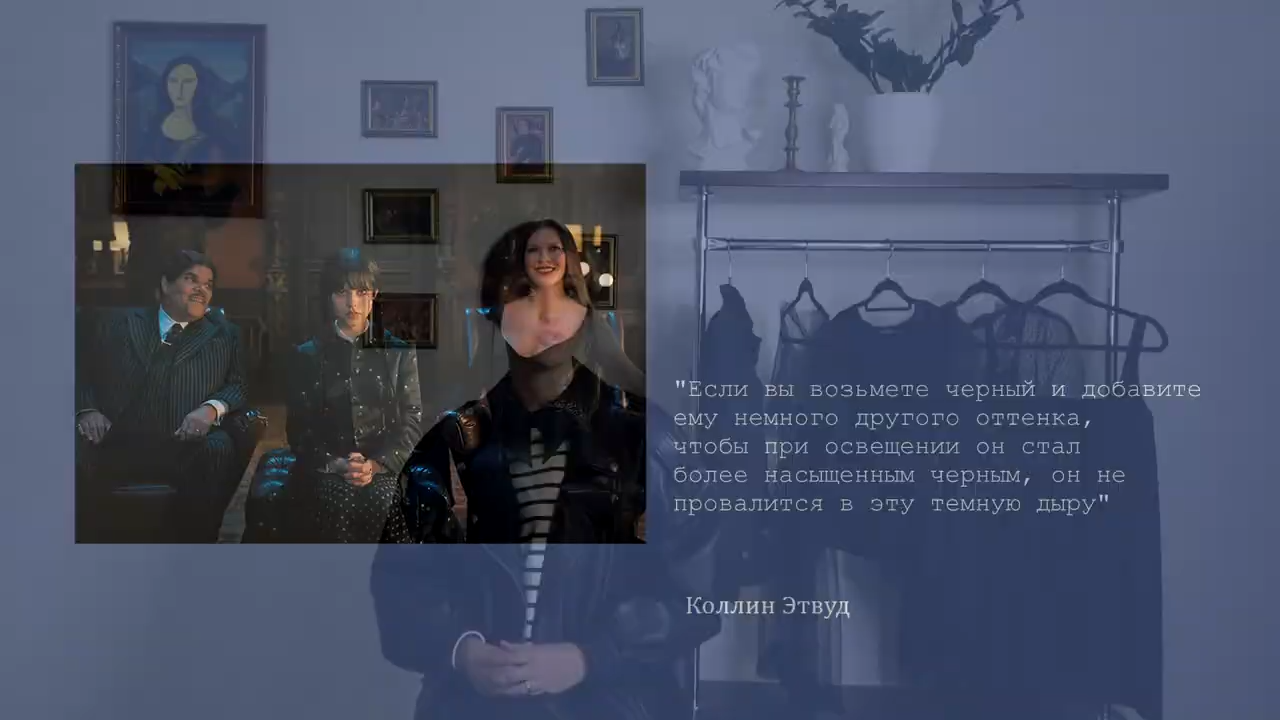 "Если вы возьмете черный и добавите
ему немного другого оттенка,
чтобы при освещении он стал
более насыщенным черным, он не
провалится в эту темную дыру"
Коллин Этвуд